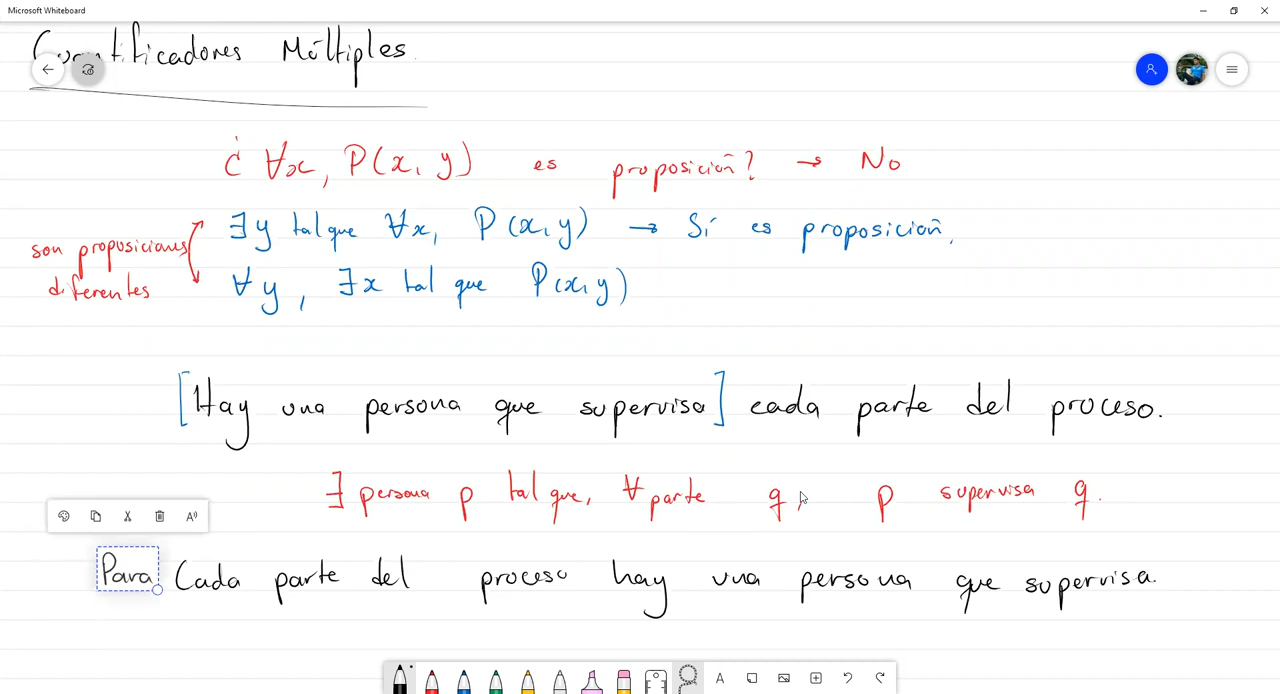 Microsoft Whiteboard
Cuantificadores Múltiples.
¿ ∀x, P(x, y) es proposición? → No
∃ y tal que ∀x, P(x, y) → Sí es proposición.
son proposiciones
diferentes
∀ y, ∃ x tal que P(x, y)
[Hay una persona que supervisa] cada parte del proceso.
∃ persona p tal que, ∀ parte q, p supervisa q.
Para Cada parte del proceso hay una persona que supervisa.